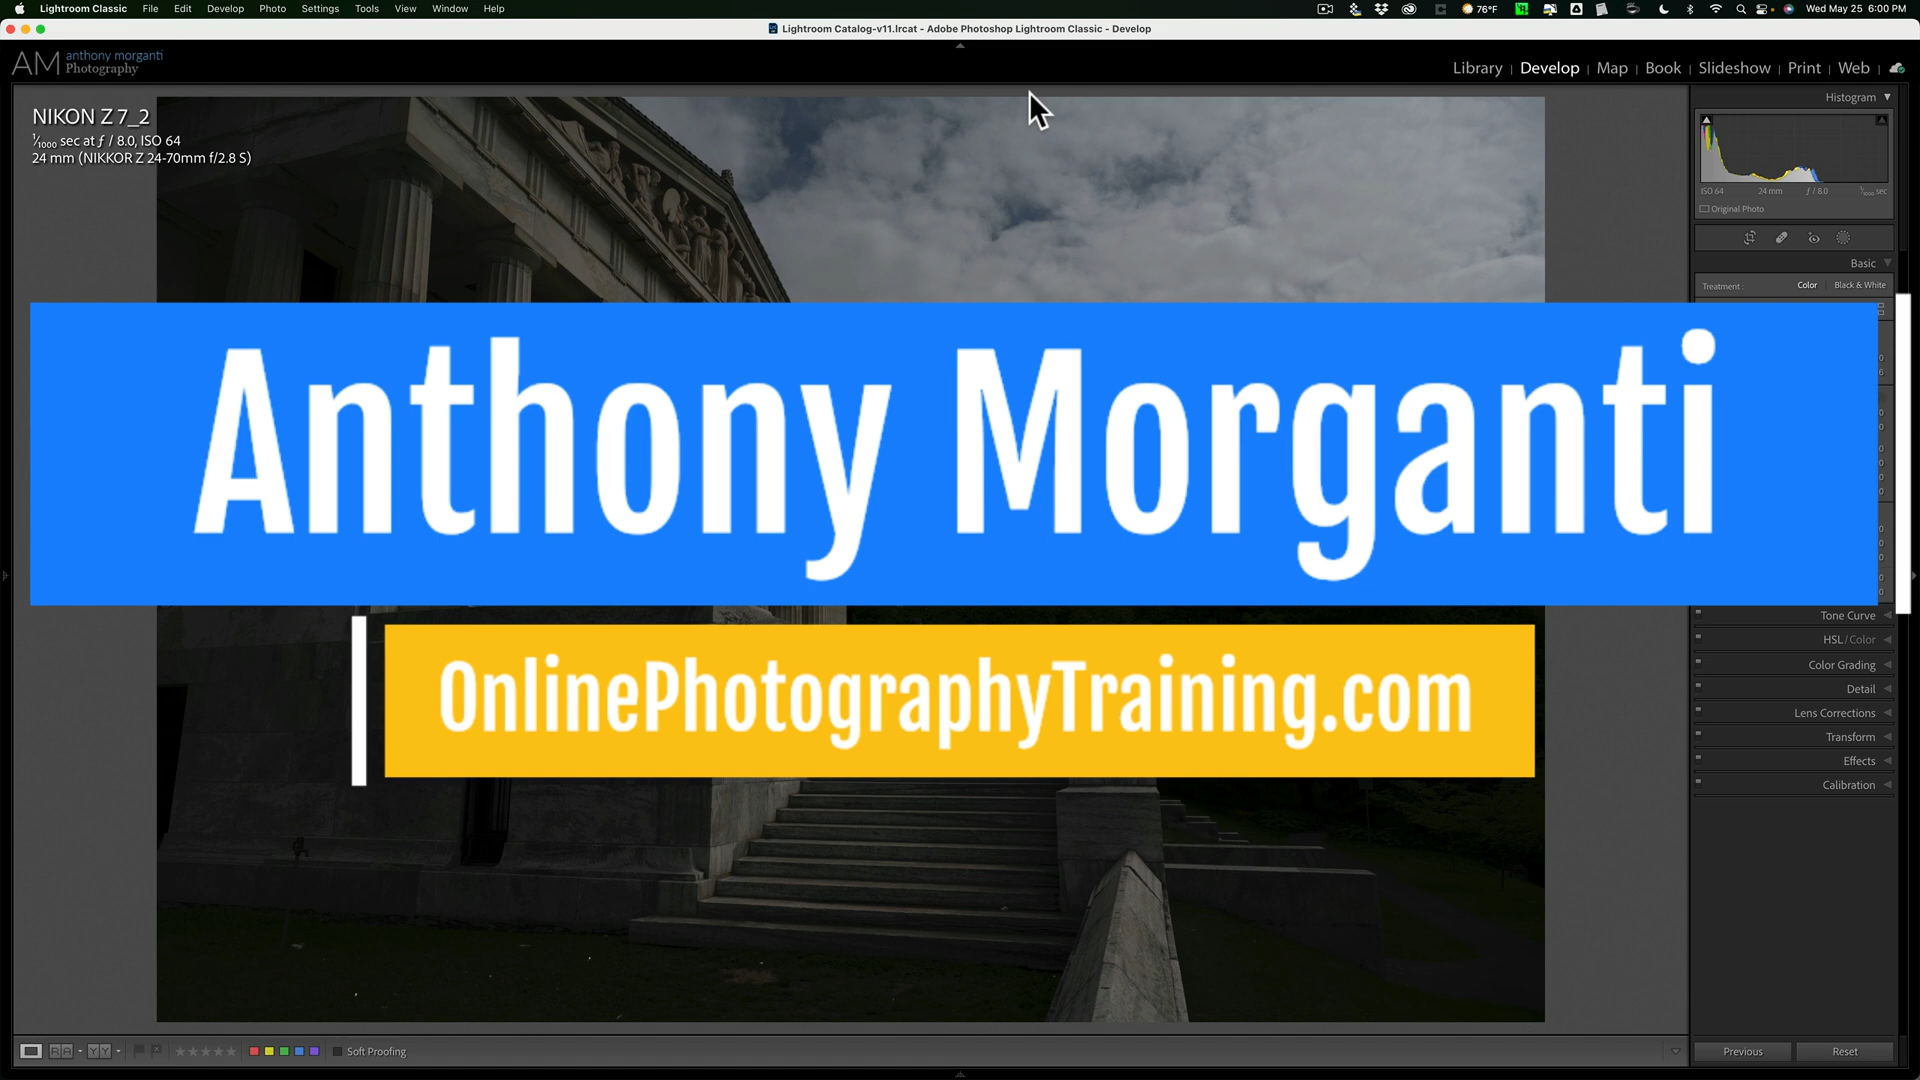 Lightroom Classic File Edit Develop Photo Settings Tools View Window Help 76°F Wed May 25 6:00 PM
Lightroom Catalog-v11.lrcat - Adobe Photoshop Lightroom Classic - Develop
AM anthony morganti
Photography
Library | Develop | Map | Book | Slideshow | Print | Web
NIKON Z 7_2
1/1000 sec at ƒ / 8.0, ISO 64
24 mm (NIKKOR Z 24-70mm f/2.8 S)
Histogram
ISO 64 24 mm ƒ / 8.0 1/1000 sec
Original Photo
Basic
Treatment : Color Black & White
Anthony Morganti
OnlinePhotographyTraining.com
Tone Curve
HSL / Color
Color Grading
Detail
Lens Corrections
Transform
Effects
Calibration
Soft Proofing
Previous Reset